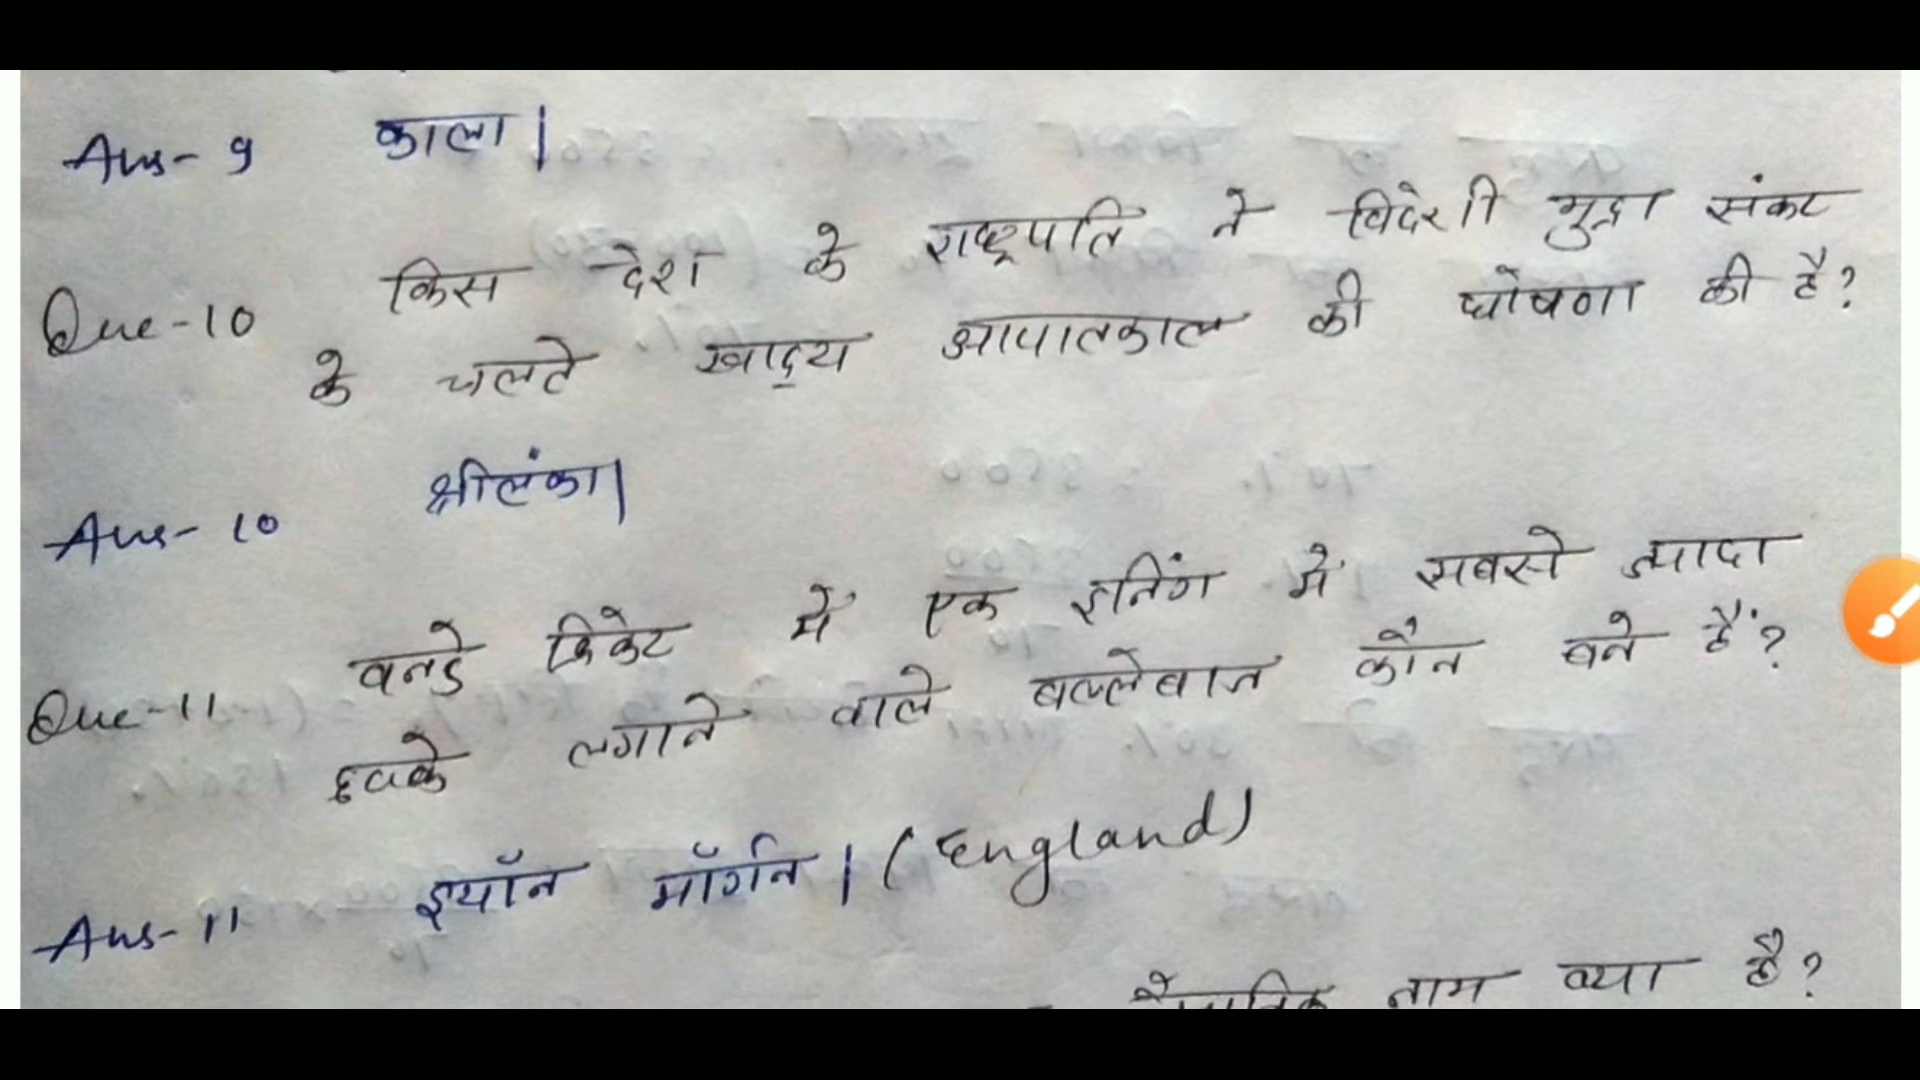 Ans- 9 काला|
Que-10 किस देश के राष्ट्रपति ने विदेशी मुद्रा संकट
के चलते खाद्य आपातकाल की घोषणा की है?
Ans- 10 श्रीलंका|
Que-11 वनडे क्रिकेट में एक इनिंग में सबसे ज्यादा
छक्के लगाने वाले बल्लेबाज कौन बने हैं?
Ans- 11 इयॉन मॉर्गन| (England)
नाम क्या है?